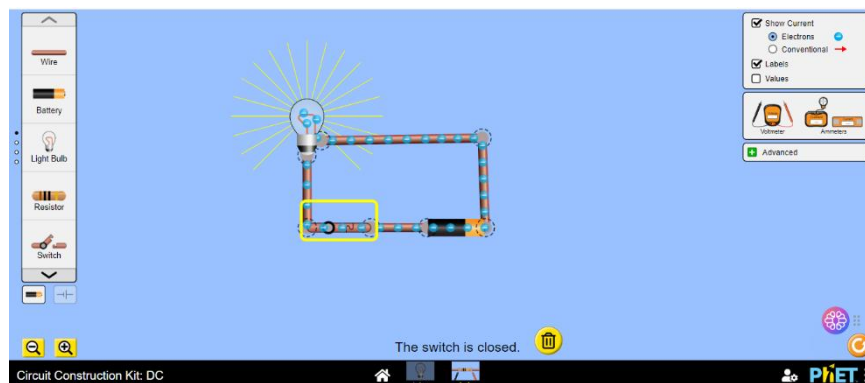 Wire
Battery
Light Bulb
Resistor
Switch
Show Current
Electrons
Conventional
Labels
Values
Voltmeter
Ammeters
Advanced
The switch is closed.
Circuit Construction Kit: DC
PhET